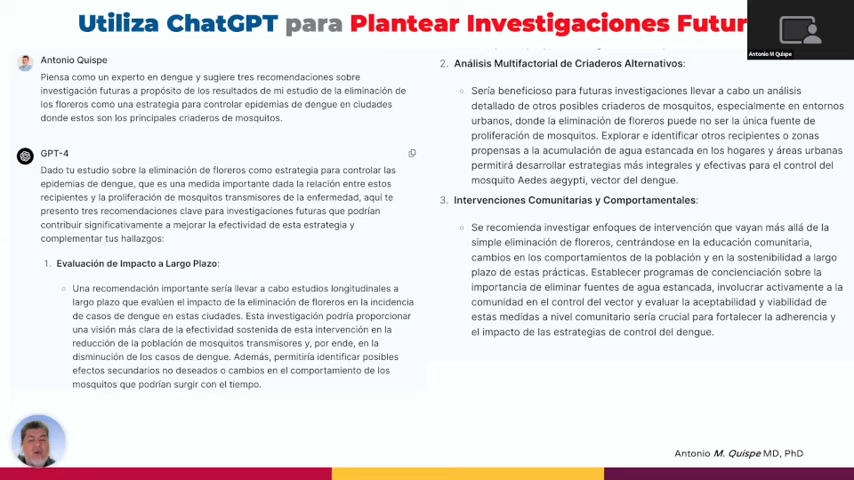 Utiliza ChatGPT para Plantear Investigaciones Futur
Antonio M Quispe
Antonio Quispe
Piensa como un experto en dengue y sugiere tres recomendaciones sobre
investigación futuras a propósito de los resultados de mi estudio de la eliminación de
los floreros como una estrategia para controlar epidemias de dengue en ciudades
donde estos son los principales criaderos de mosquitos.
GPT-4
Dado tu estudio sobre la eliminación de floreros como estrategia para controlar las
epidemias de dengue, que es una medida importante dada la relación entre estos
recipientes y la proliferación de mosquitos transmisores de la enfermedad, aquí te
presento tres recomendaciones clave para investigaciones futuras que podrían
contribuir significativamente a mejorar la efectividad de esta estrategia y
complementar tus hallazgos:
1. Evaluación de Impacto a Largo Plazo:
Una recomendación importante sería llevar a cabo estudios longitudinales a
largo plazo que evalúen el impacto de la eliminación de floreros en la incidencia
de casos de dengue en estas ciudades. Esta investigación podría proporcionar
una visión más clara de la efectividad sostenida de esta intervención en la
reducción de la población de mosquitos transmisores y, por ende, en la
disminución de los casos de dengue. Además, permitiría identificar posibles
efectos secundarios no deseados o cambios en el comportamiento de los
mosquitos que podrían surgir con el tiempo.
2. Análisis Multifactorial de Criaderos Alternativos:
Sería beneficioso para futuras investigaciones llevar a cabo un análisis
detallado de otros posibles criaderos de mosquitos, especialmente en entornos
urbanos, donde la eliminación de floreros puede no ser la única fuente de
proliferación de mosquitos. Explorar e identificar otros recipientes o zonas
propensas a la acumulación de agua estancada en los hogares y áreas urbanas
permitirá desarrollar estrategias más integrales y efectivas para el control del
mosquito Aedes aegypti, vector del dengue.
3. Intervenciones Comunitarias y Comportamentales:
Se recomienda investigar enfoques de intervención que vayan más allá de la
simple eliminación de floreros, centrándose en la educación comunitaria,
cambios en los comportamientos de la población y en la sostenibilidad a largo
plazo de estas prácticas. Establecer programas de concienciación sobre la
importancia de eliminar fuentes de agua estancada, involucrar activamente a la
comunidad en el control del vector y evaluar la aceptabilidad y viabilidad de
estas medidas a nivel comunitario sería crucial para fortalecer la adherencia y
el impacto de las estrategias de control del dengue.
Antonio M. Quispe MD, PhD